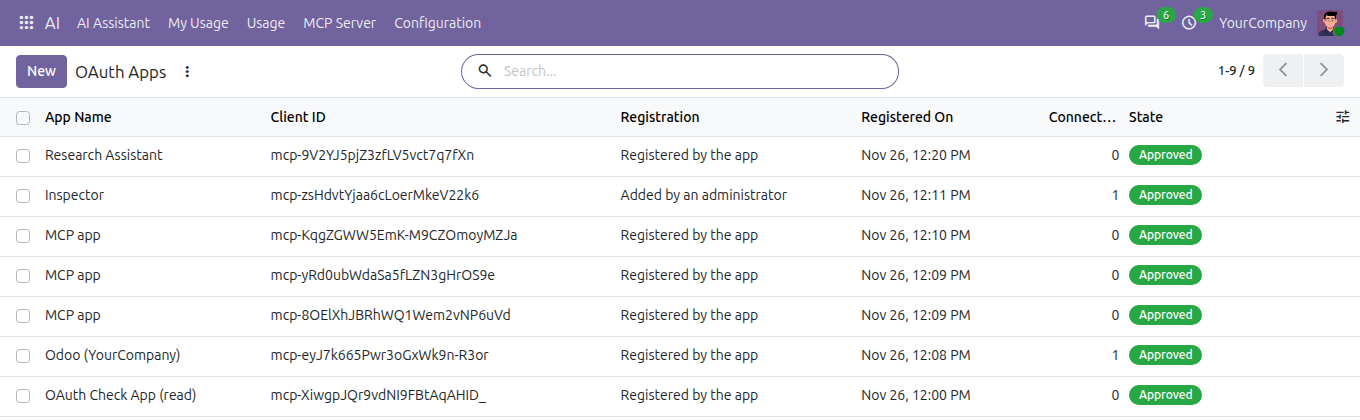 AI AI Assistant My Usage Usage MCP Server Configuration 6 3 YourCompany
New OAuth Apps Search... 1-9 / 9
App Name Client ID Registration Registered On Connect... State
Research Assistant mcp-9V2YJ5pjZ3zfLV5vct7q7fXn Registered by the app Nov 26, 12:20 PM 0 Approved
Inspector mcp-zsHdvtYjaa6cLoerMkeV22k6 Added by an administrator Nov 26, 12:11 PM 1 Approved
MCP app mcp-KqgZGWW5EmK-M9CZOmoyMZJa Registered by the app Nov 26, 12:10 PM 0 Approved
MCP app mcp-yRd0ubWdaSa5fLZN3gHrOS9e Registered by the app Nov 26, 12:09 PM 0 Approved
MCP app mcp-8OElXhJBRhWQ1Wem2vNP6uVd Registered by the app Nov 26, 12:09 PM 0 Approved
Odoo (YourCompany) mcp-eyJ7k665Pwr3oGxWk9n-R3or Registered by the app Nov 26, 12:08 PM 1 Approved
OAuth Check App (read) mcp-XiwgpJQr9vdNI9FBtAqAHID_ Registered by the app Nov 26, 12:00 PM 0 Approved